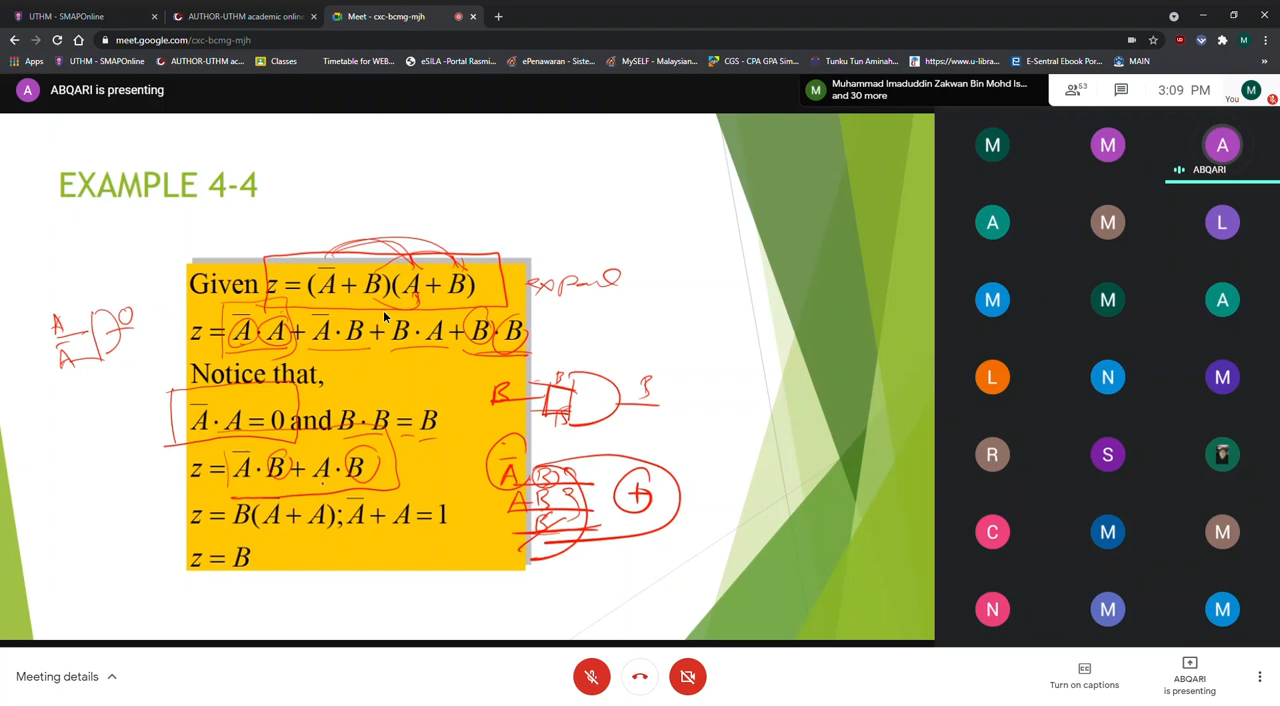 UTHM - SMAPOnline
AUTHOR-UTHM academic online
Meet - cxc-bcmg-mjh
meet.google.com/cxc-bcmg-mjh
Apps UTHM - SMAPOnline AUTHOR-UTHM ac... Classes Timetable for WEB... eSILA -Portal Rasmi... ePenawaran - Siste... MySELF - Malaysian... CGS - CPA GPA Sim... Tunku Tun Aminah... https://www.u-libra... E-Sentral Ebook Por... MAIN
A ABQARI is presenting
M Muhammad Imaduddin Zakwan Bin Mohd Is...
and 30 more
53
3:09 PM
You M
EXAMPLE 4-4
Given z = (A̅ + B)(A + B) expand
z = A̅ · A + A̅ · B + B · A + B · B
A
A̅
0
Notice that,
B B B B
A̅ · A = 0 and B · B = B
z = A̅ · B + A · B
A̅ B
A B
B
+
z = B(A + A); A̅ + A = 1
z = B
M M A
ABQARI
A M L
M M A
L N M
R S
C M M
N M M
Meeting details
Turn on captions
ABQARI
is presenting